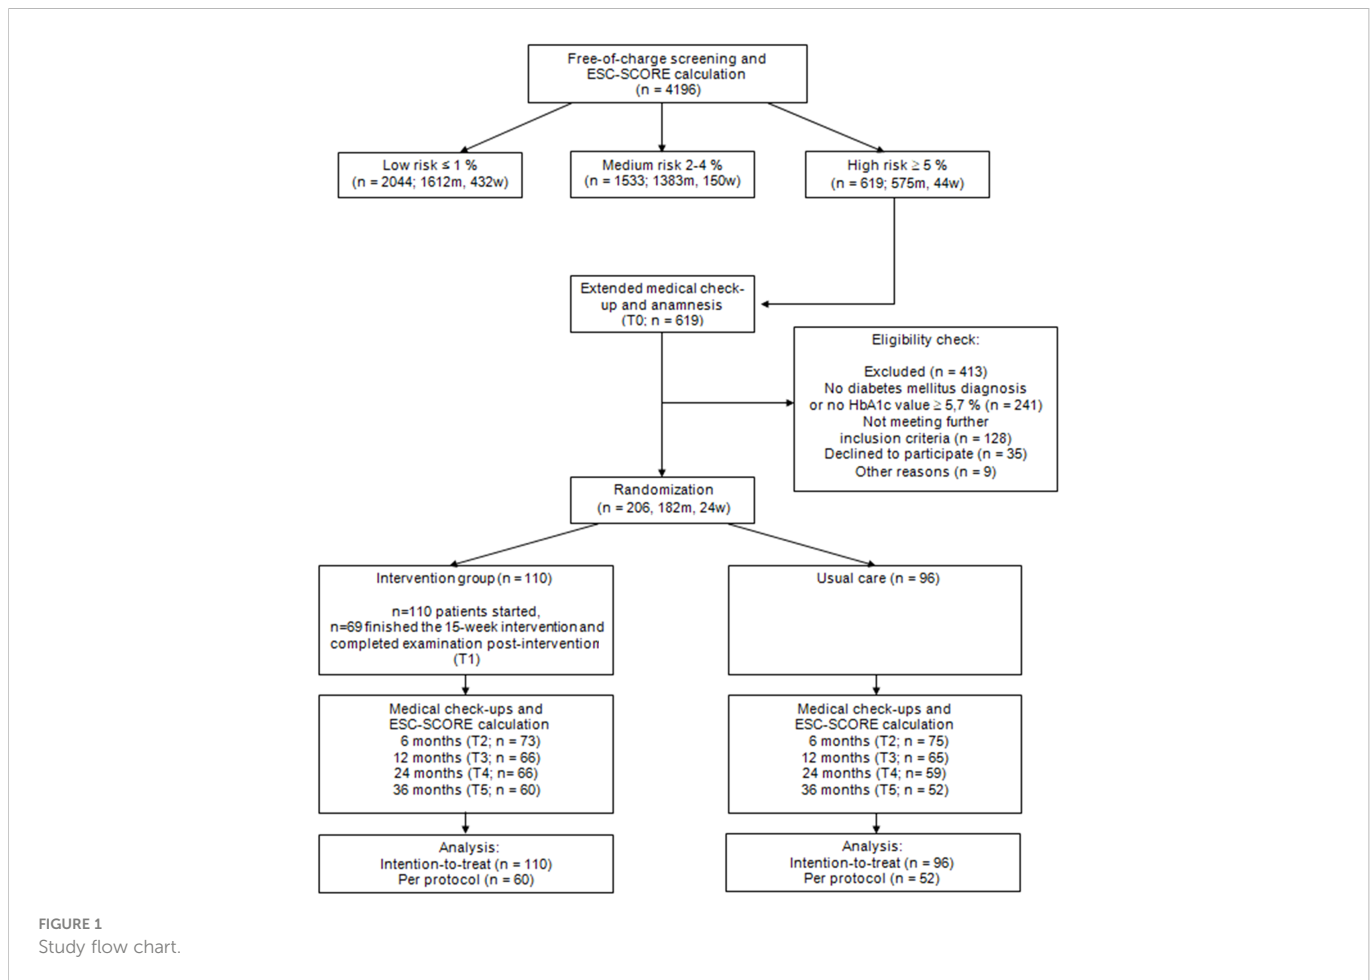 Free-of-charge screening and
ESC-SCORE calculation
(n = 4196)
Low risk ≤ 1 %
(n = 2044; 1612m, 432w)
Medium risk 2-4 %
(n = 1533; 1383m, 150w)
High risk ≥ 5 %
(n = 619; 575m, 44w)
Extended medical check-
up and anamnesis
(T0; n = 619)
Eligibility check:
Excluded (n = 413)
No diabetes mellitus diagnosis
or no HbA1c value ≥ 5,7 % (n = 241)
Not meeting further
inclusion criteria (n = 128)
Declined to participate (n = 35)
Other reasons (n = 9)
Randomization
(n = 206, 182m, 24w)
Intervention group (n = 110)
n=110 patients started,
n=69 finished the 15-week intervention and
completed examination post-intervention
(T1)
Usual care (n = 96)
Medical check-ups and
ESC-SCORE calculation
6 months (T2; n = 73)
12 months (T3; n = 66)
24 months (T4; n= 66)
36 months (T5; n = 60)
Medical check-ups and
ESC-SCORE calculation
6 months (T2; n = 75)
12 months (T3; n = 65)
24 months (T4; n= 59)
36 months (T5; n = 52)
Analysis:
Intention-to-treat (n = 110)
Per protocol (n = 60)
Analysis:
Intention-to-treat (n = 96)
Per protocol (n = 52)
FIGURE 1
Study flow chart.